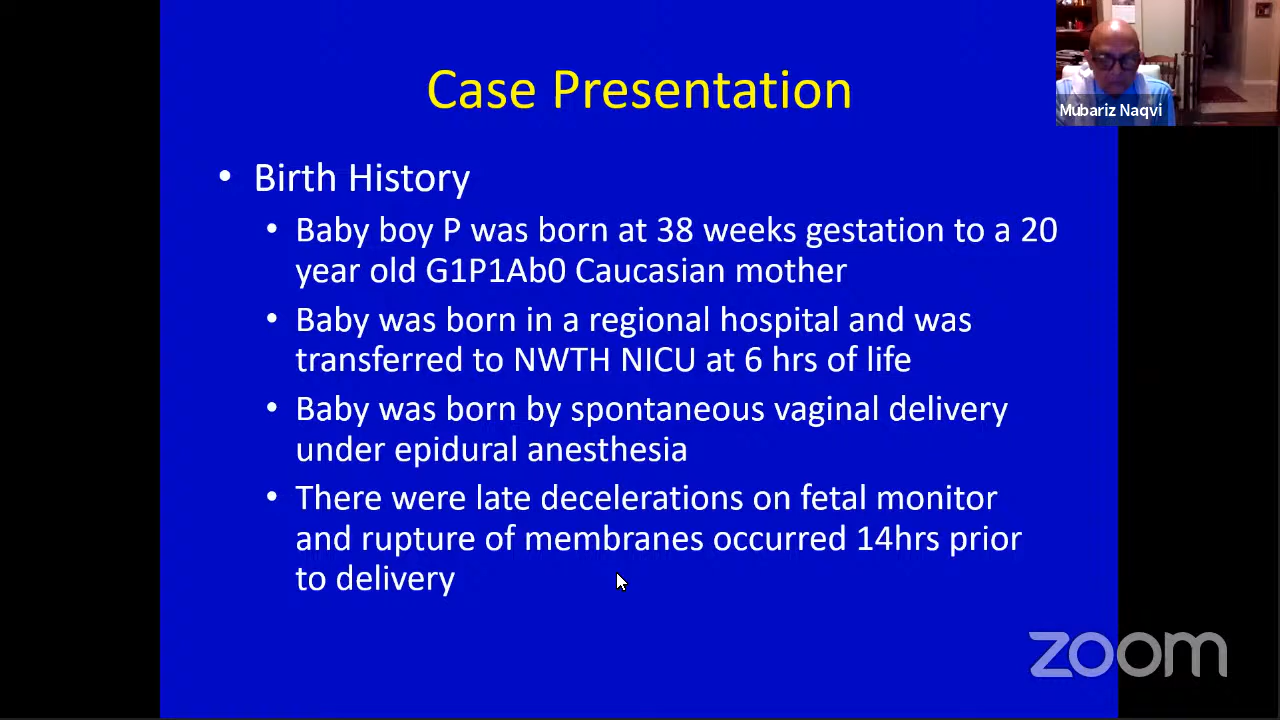 Case Presentation
Mubariz Naqvi
• Birth History
• Baby boy P was born at 38 weeks gestation to a 20
year old G1P1Ab0 Caucasian mother
• Baby was born in a regional hospital and was
transferred to NWTH NICU at 6 hrs of life
• Baby was born by spontaneous vaginal delivery
under epidural anesthesia
• There were late decelerations on fetal monitor
and rupture of membranes occurred 14hrs prior
to delivery
zoom